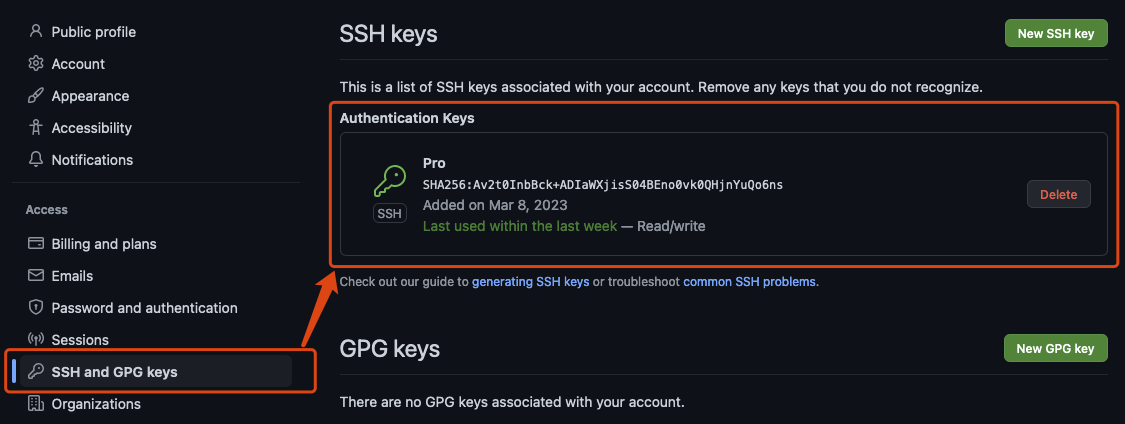 Public profile
Account
Appearance
Accessibility
Notifications
Access
Billing and plans
Emails
Password and authentication
Sessions
SSH and GPG keys
Organizations
SSH keys
New SSH key
This is a list of SSH keys associated with your account. Remove any keys that you do not recognize.
Authentication Keys
Pro
SHA256:Av2t0InbBck+ADIaWXjisS04BEno0vk0QHjnYuQo6ns
SSH
Added on Mar 8, 2023
Last used within the last week — Read/write
Delete
Check out our guide to generating SSH keys or troubleshoot common SSH problems.
GPG keys
New GPG key
There are no GPG keys associated with your account.